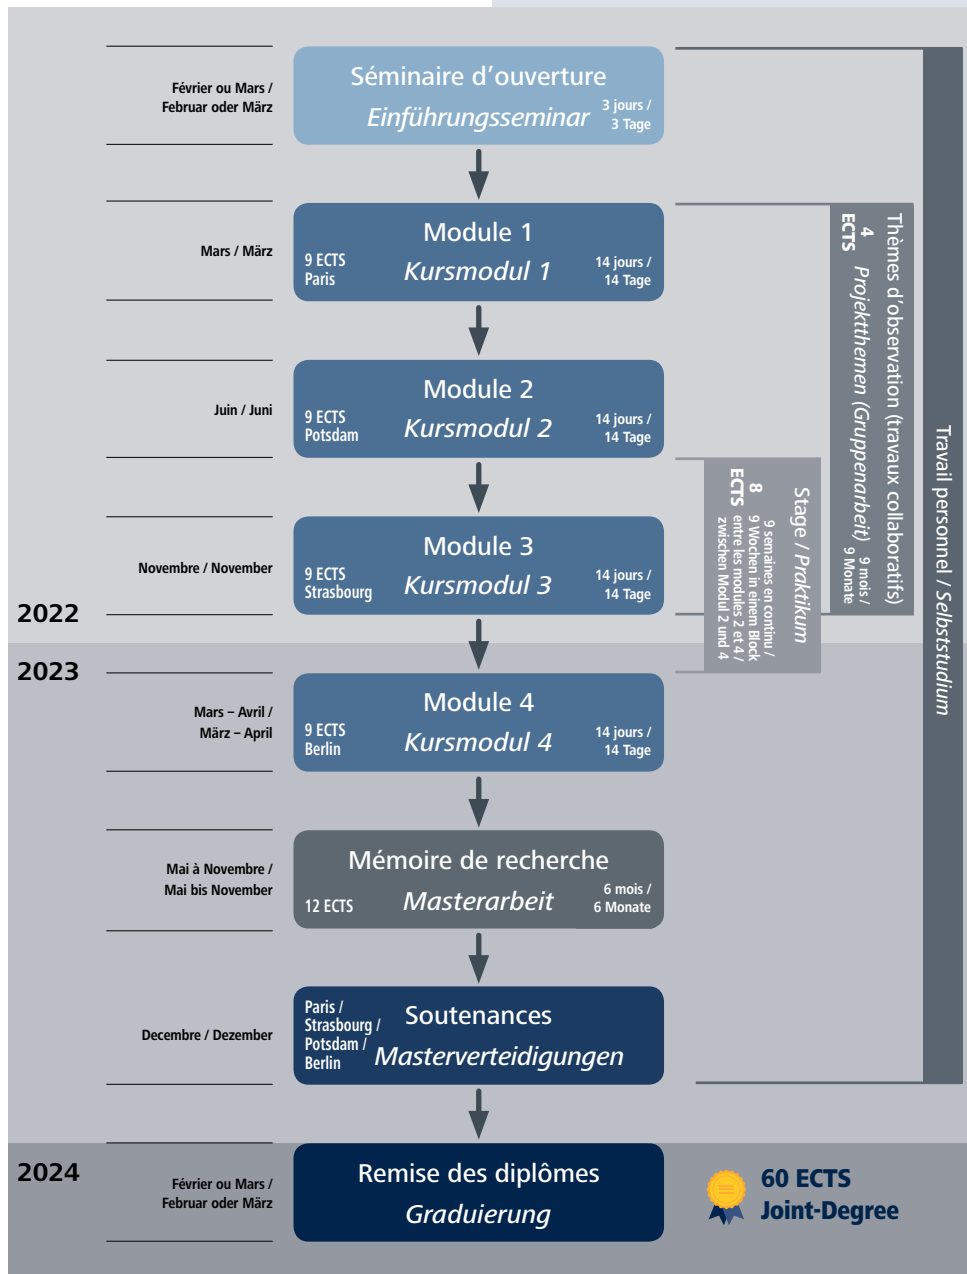 Février ou Mars /
Februar oder März
Séminaire d’ouverture
Einführungsseminar
3 jours /
3 Tage
Mars / März
Module 1
Kursmodul 1
9 ECTS
Paris
14 jours /
14 Tage
Juin / Juni
Module 2
Kursmodul 2
9 ECTS
Potsdam
14 jours /
14 Tage
Novembre / November
Module 3
Kursmodul 3
9 ECTS
Strasbourg
14 jours /
14 Tage
2022
2023
Mars – Avril /
März – April
Module 4
Kursmodul 4
9 ECTS
Berlin
14 jours /
14 Tage
Mai à Novembre /
Mai bis November
Mémoire de recherche
Masterarbeit
12 ECTS
6 mois /
6 Monate
Decembre / Dezember
Paris /
Strasbourg /
Potsdam /
Berlin
Soutenances
Masterverteidigungen
2024
Février ou Mars /
Februar oder März
Remise des diplômes
Graduierung
60 ECTS
Joint-Degree
Stage / Praktikum
9 semaines en continu /
9 Wochen in einem Block
entre les modules 2 et 4 /
zwischen Modul 2 und 4
8
ECTS
Thèmes d’observation (travaux collaboratifs)
Projektthemen (Gruppenarbeit)
9 mois /
9 Monate
4
ECTS
Travail personnel / Selbststudium